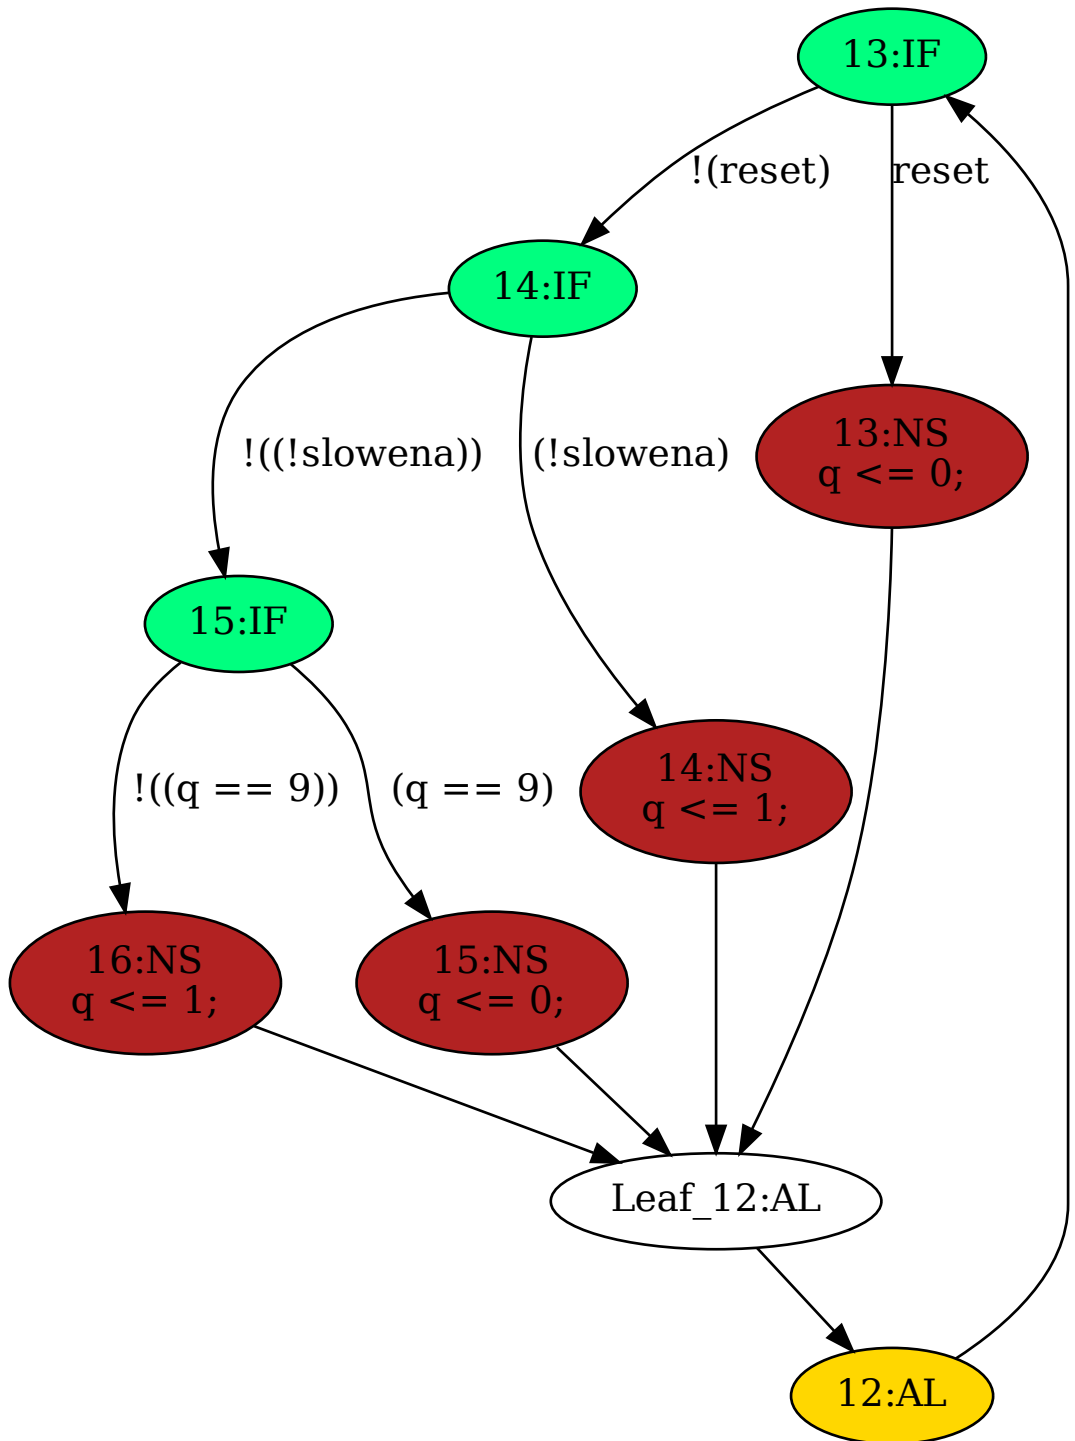 13:IF
!(reset)
reset
14:IF
13:NS
q <= 0;
!((!slowena))
(!slowena)
15:IF
14:NS
q <= 1;
!((q == 9))
(q == 9)
16:NS
q <= 1;
15:NS
q <= 0;
Leaf_12:AL
12:AL